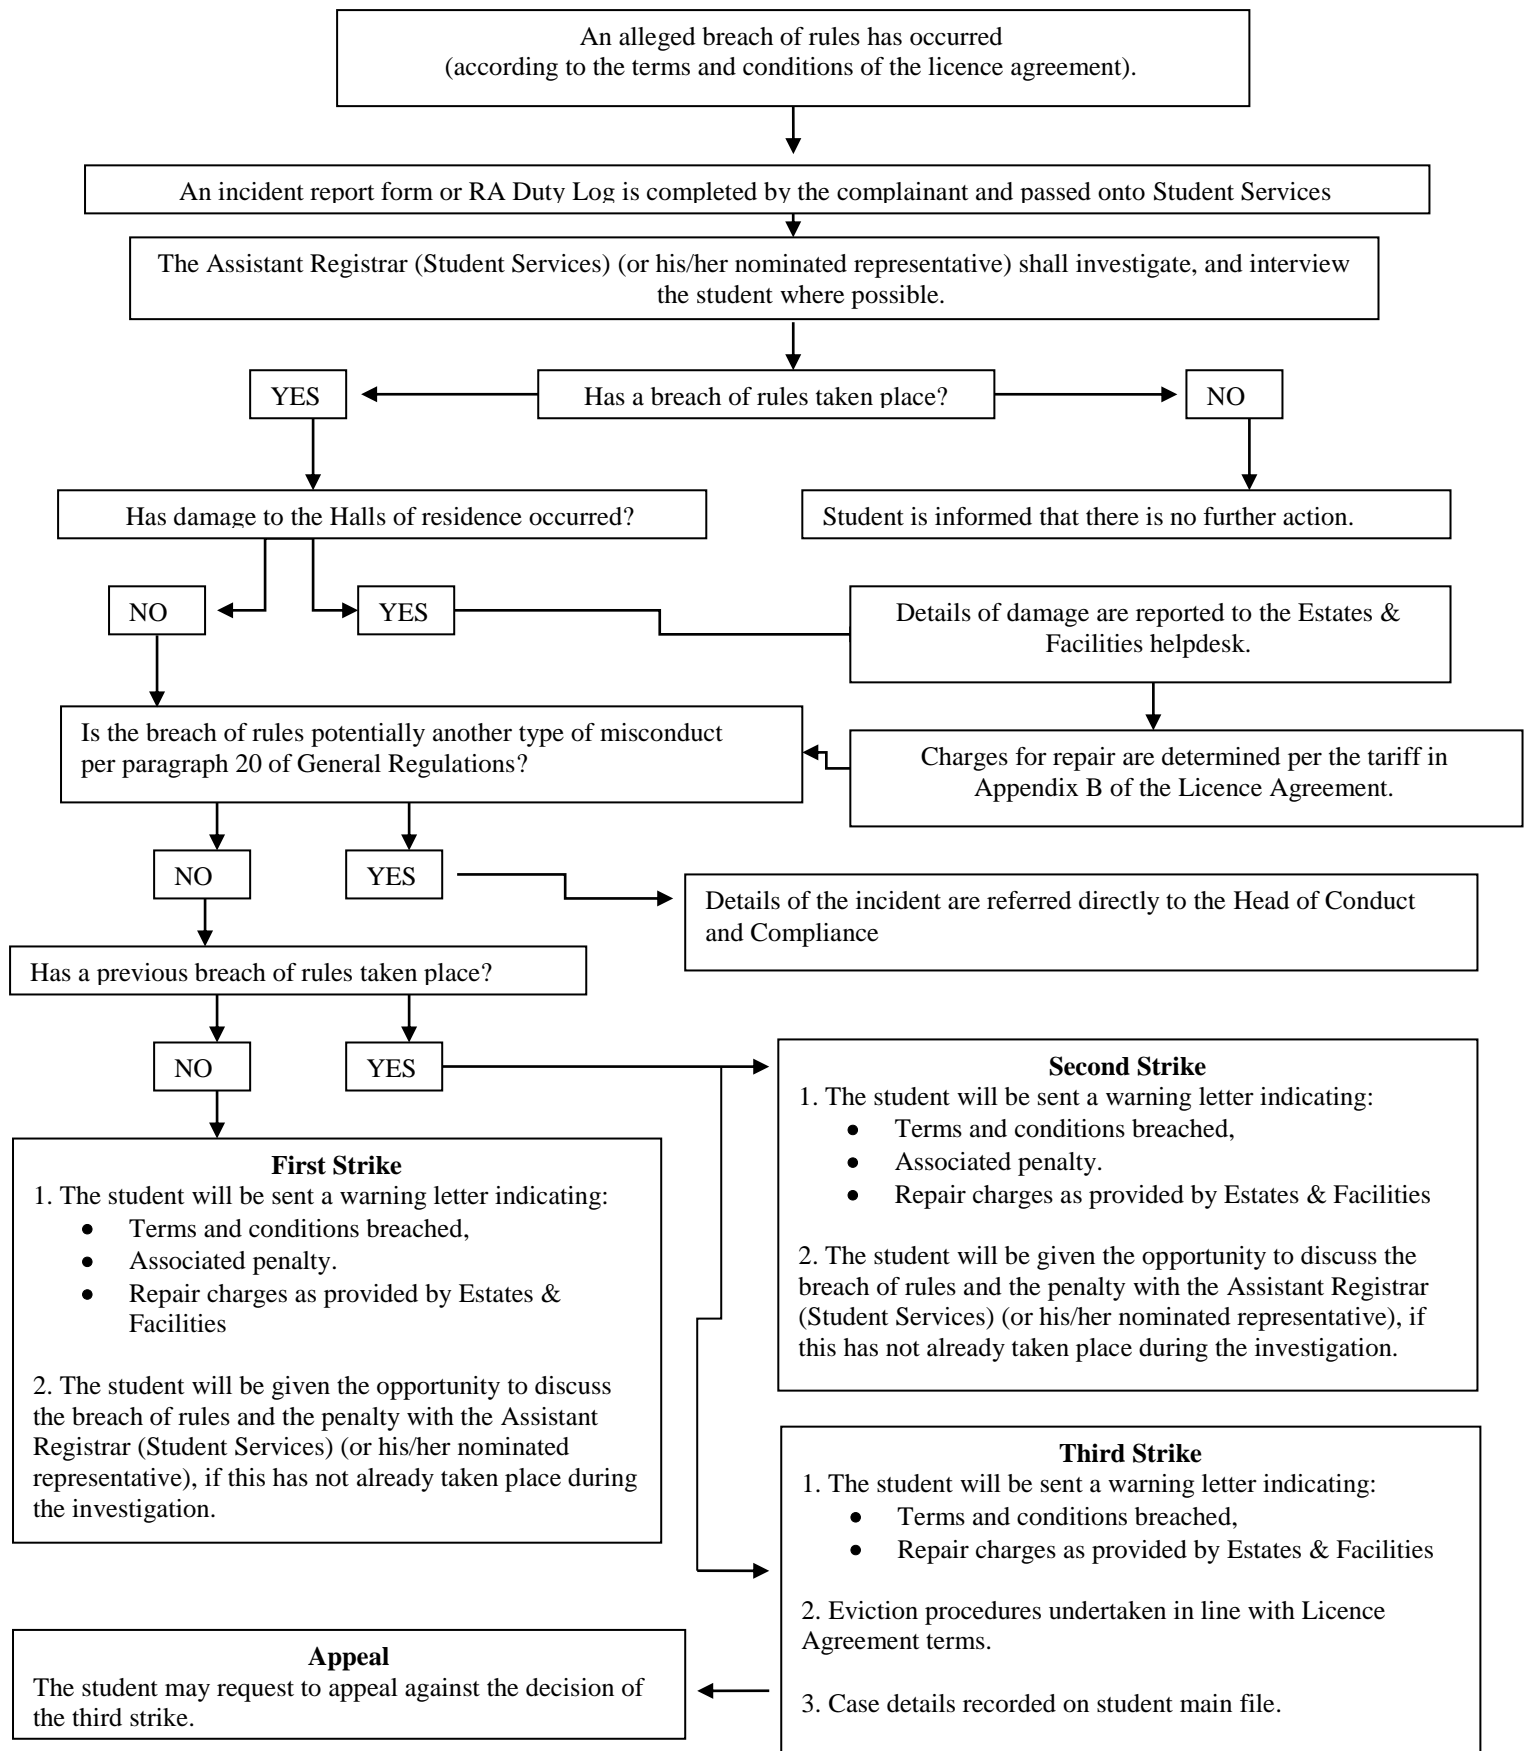 An alleged breach of rules has occurred
(according to the terms and conditions of the licence agreement).
An incident report form or RA Duty Log is completed by the complainant and passed onto Student Services
The Assistant Registrar (Student Services) (or his/her nominated representative) shall investigate, and interview
the student where possible.
YES
Has a breach of rules taken place?
NO
Has damage to the Halls of residence occurred?
Student is informed that there is no further action.
NO
YES
Details of damage are reported to the Estates &
Facilities helpdesk.
Is the breach of rules potentially another type of misconduct
per paragraph 20 of General Regulations?
Charges for repair are determined per the tariff in
Appendix B of the Licence Agreement.
NO
YES
Details of the incident are referred directly to the Head of Conduct
and Compliance
Has a previous breach of rules taken place?
NO
YES
Second Strike
1. The student will be sent a warning letter indicating:
• Terms and conditions breached,
• Associated penalty.
• Repair charges as provided by Estates & Facilities
2. The student will be given the opportunity to discuss the
breach of rules and the penalty with the Assistant Registrar
(Student Services) (or his/her nominated representative), if
this has not already taken place during the investigation.
First Strike
1. The student will be sent a warning letter indicating:
• Terms and conditions breached,
• Associated penalty.
• Repair charges as provided by Estates &
Facilities
2. The student will be given the opportunity to discuss
the breach of rules and the penalty with the Assistant
Registrar (Student Services) (or his/her nominated
representative), if this has not already taken place during
the investigation.
Third Strike
1. The student will be sent a warning letter indicating:
• Terms and conditions breached,
• Repair charges as provided by Estates & Facilities
2. Eviction procedures undertaken in line with Licence
Agreement terms.
3. Case details recorded on student main file.
Appeal
The student may request to appeal against the decision of
the third strike.